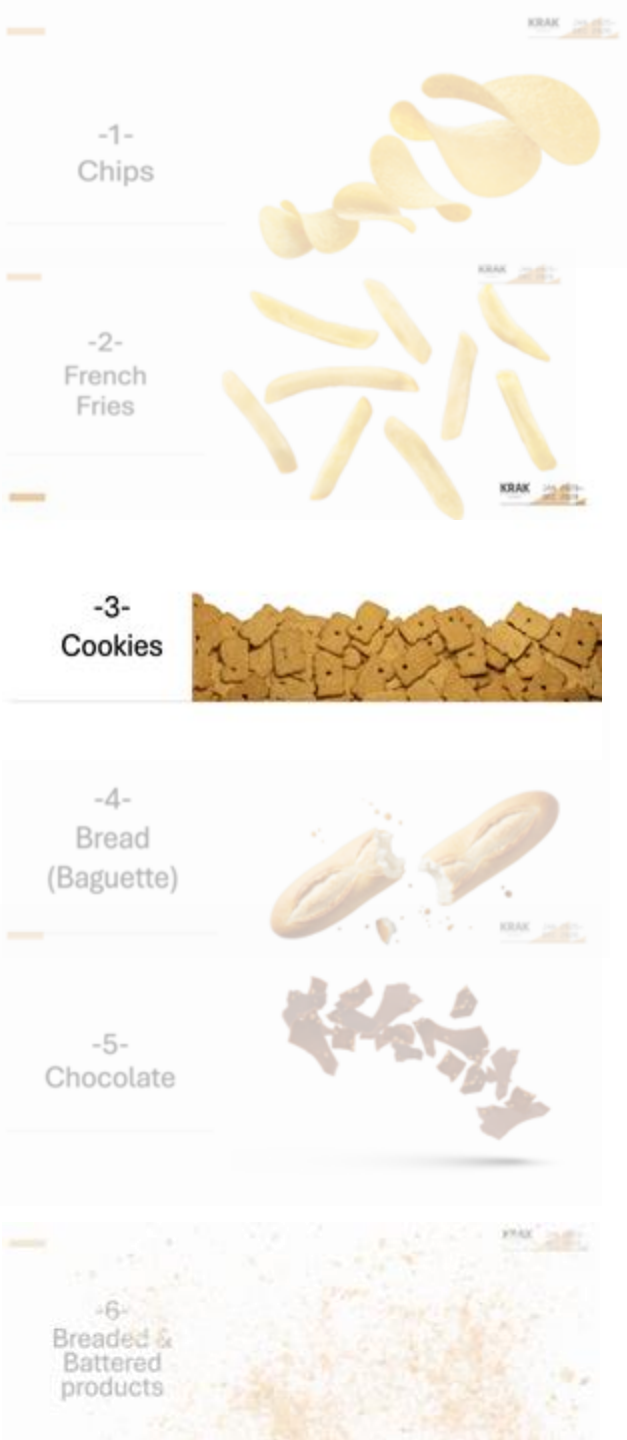 KRAK
-1-
Chips
KRAK
-2-
French
Fries
KRAK
-3-
Cookies
-4-
Bread
(Baguette)
KRAK
-5-
Chocolate
KRAK
-6-
Breaded &
Battered
products